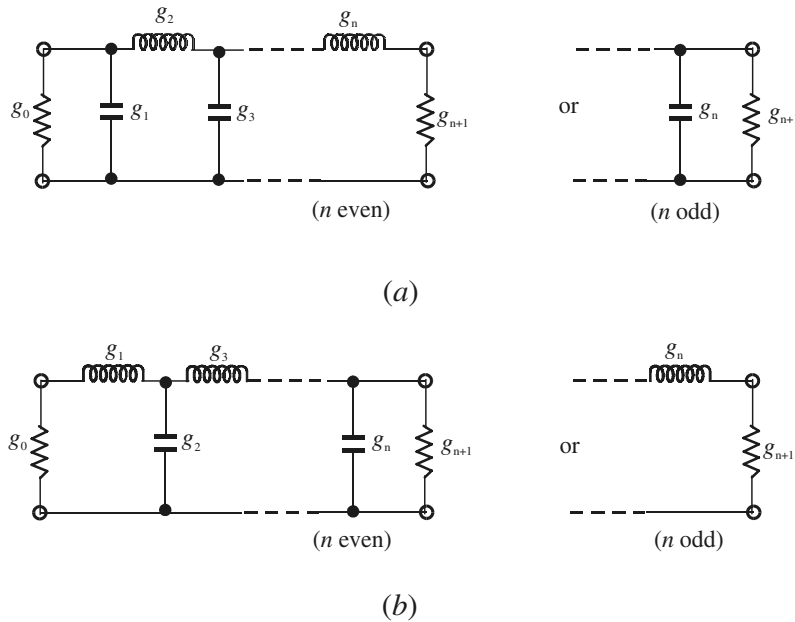 g2 gn
g0 g1 g3 gn+1 or gn gn+
(n even) (n odd)
(a)
g1 g3 gn
g0 g2 gn gn+1 or gn+1
(n even) (n odd)
(b)